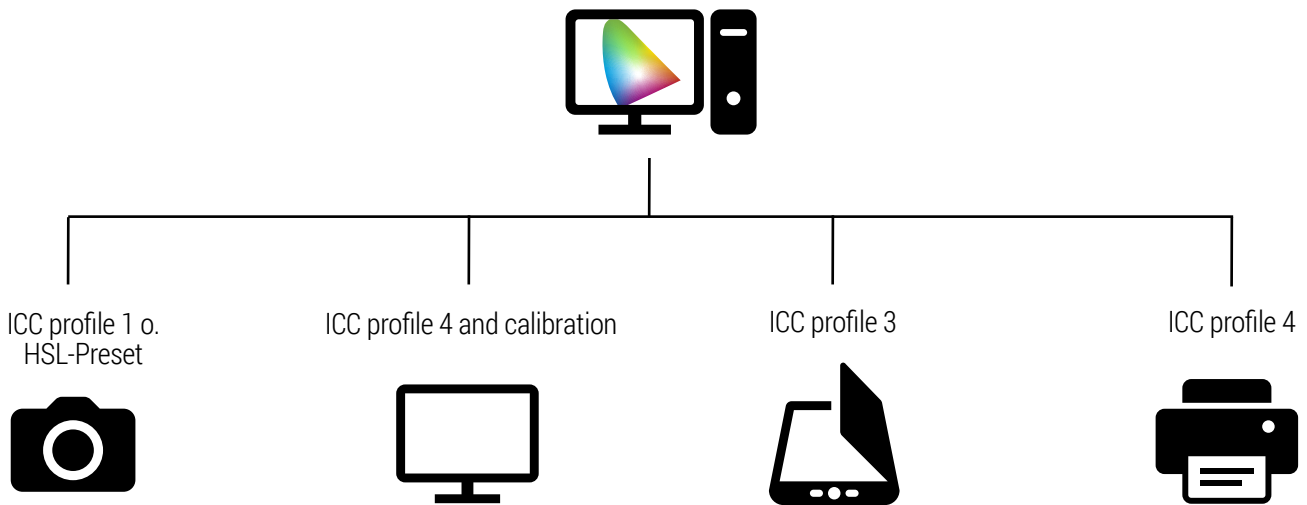 ICC profile 1 o.
HSL-Preset
ICC profile 4 and calibration
ICC profile 3
ICC profile 4